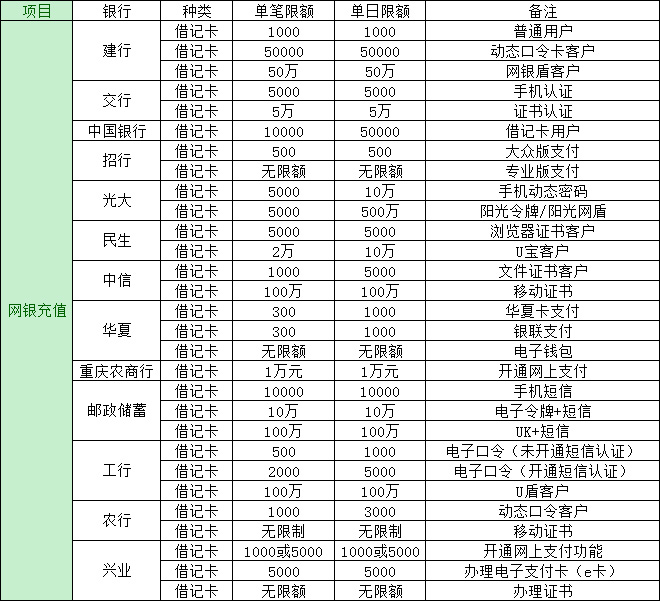 项目 银行 种类 单笔限额 单日限额 备注
网银充值
建行 借记卡 1000 1000 普通用户
借记卡 50000 50000 动态口令卡客户
借记卡 50万 50万 网银盾客户
交行 借记卡 5000 5000 手机认证
借记卡 5万 5万 证书认证
中国银行 借记卡 10000 50000 借记卡用户
招行 借记卡 500 500 大众版支付
借记卡 无限额 无限额 专业版支付
光大 借记卡 5000 10万 手机动态密码
借记卡 5000 500万 阳光令牌/阳光网盾
民生 借记卡 5000 5000 浏览器证书客户
借记卡 2万 10万 U宝客户
中信 借记卡 1000 5000 文件证书客户
借记卡 100万 100万 移动证书
华夏 借记卡 300 1000 华夏卡支付
借记卡 300 1000 银联支付
借记卡 无限额 无限额 电子钱包
重庆农商行 借记卡 1万元 1万元 开通网上支付
邮政储蓄 借记卡 10000 10000 手机短信
借记卡 10万 10万 电子令牌+短信
借记卡 100万 100万 UK+短信
工行 借记卡 500 1000 电子口令（未开通短信认证）
借记卡 2000 5000 电子口令（开通短信认证）
借记卡 100万 100万 U盾客户
农行 借记卡 1000 3000 动态口令客户
借记卡 无限制 无限制 移动证书
兴业 借记卡 1000或5000 1000或5000 开通网上支付功能
借记卡 5000 5000 办理电子支付卡（e卡）
借记卡 无限额 无限额 办理证书